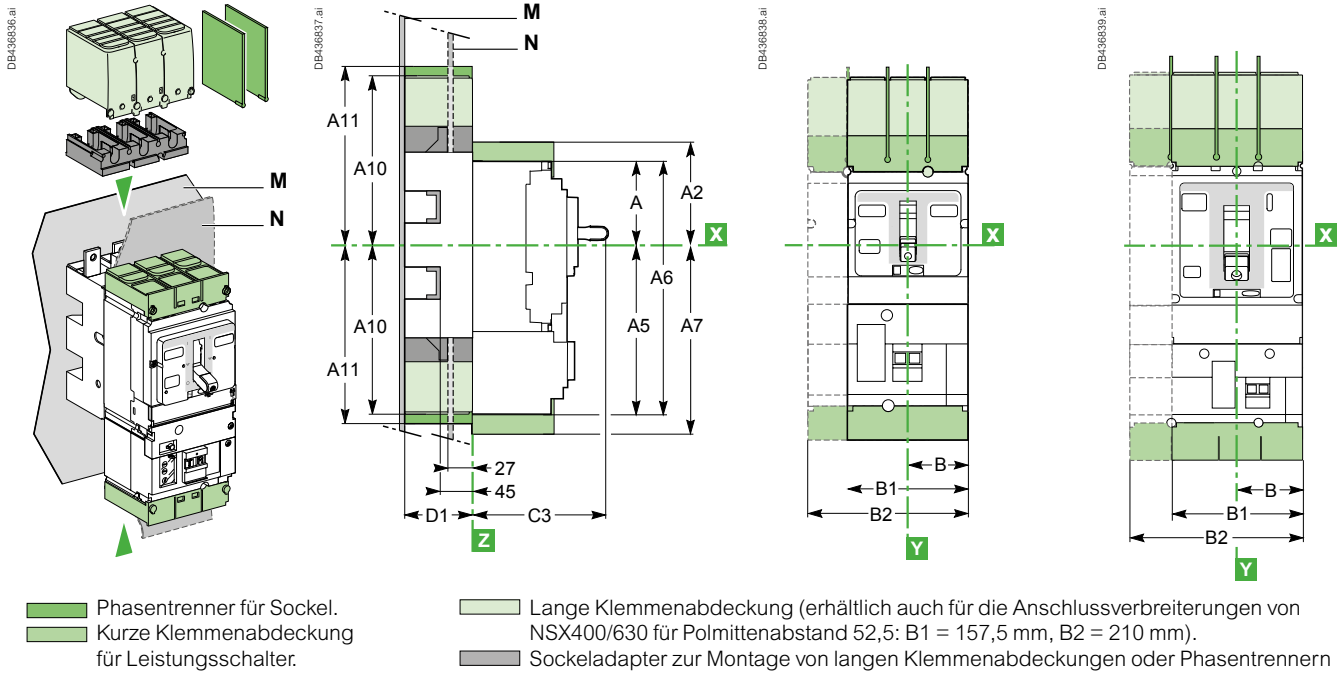 DB436836.ai
M
N
DB436837.ai
M
N
A11
A10
A
A2
X
A6
A5
A7
A10
A11
27
45
D1
C3
Z
DB436838.ai
X
B
B1
B2
Y
DB436839.ai
X
B
B1
B2
Y
Phasentrenner für Sockel.
Kurze Klemmenabdeckung
für Leistungsschalter.
Lange Klemmenabdeckung (erhältlich auch für die Anschlussverbreiterungen von
NSX400/630 für Polmittenabstand 52,5: B1 = 157,5 mm, B2 = 210 mm).
Sockeladapter zur Montage von langen Klemmenabdeckungen oder Phasentrennern